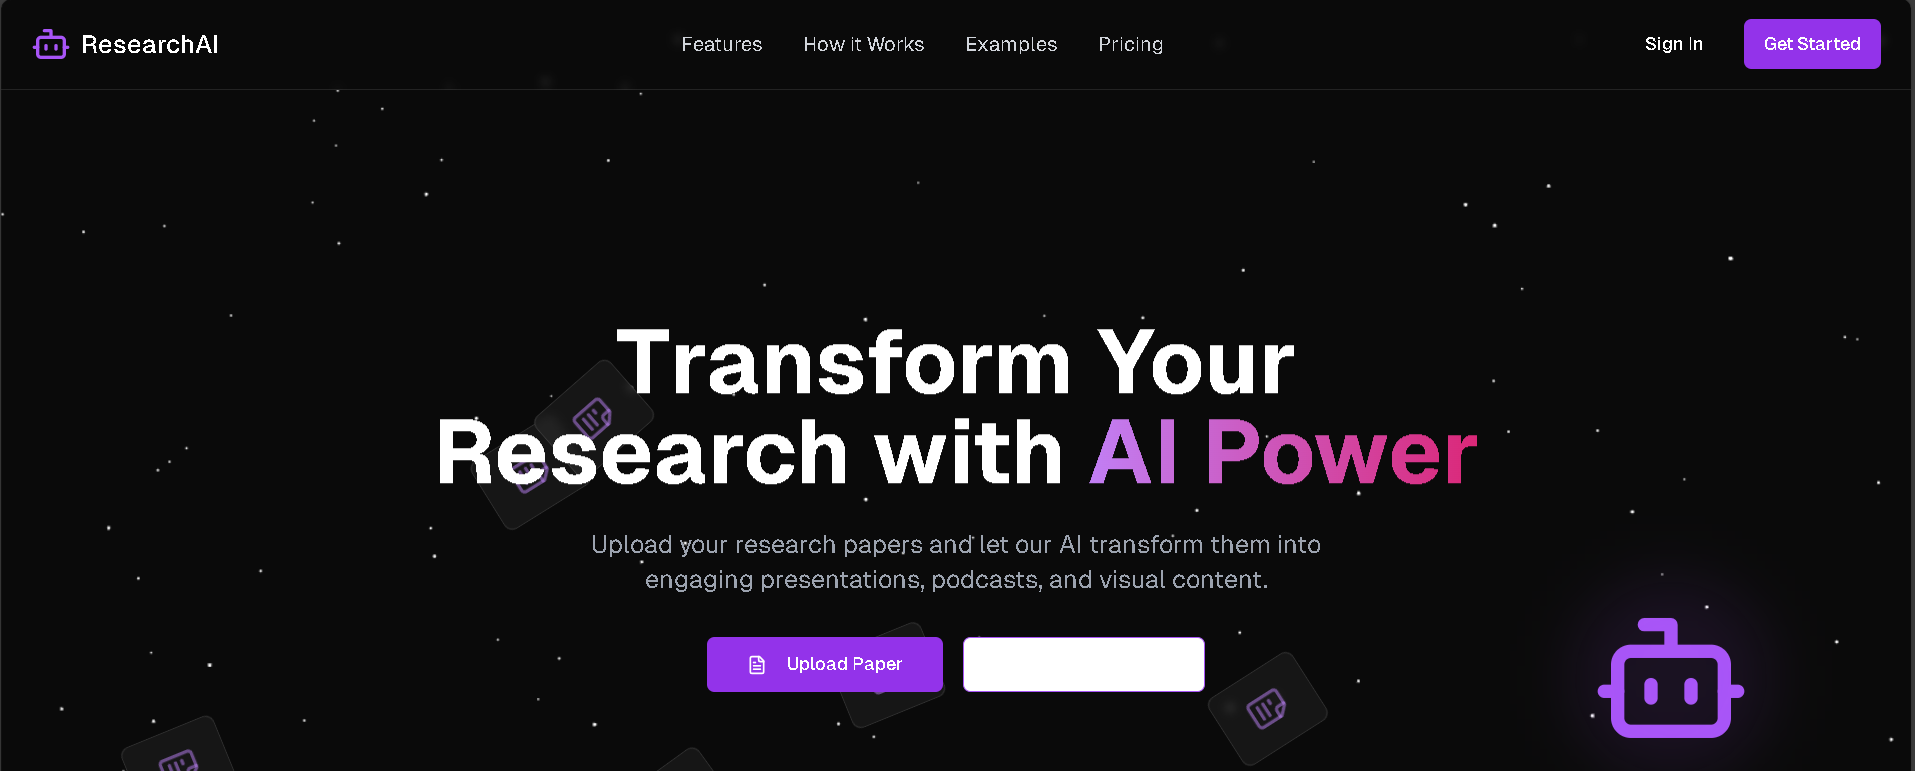 ResearchAI
Features
How it Works
Examples
Pricing
Sign In
Get Started
Transform Your
Research with AI Power
Upload your research papers and let our AI transform them into
engaging presentations, podcasts, and visual content.
Upload Paper